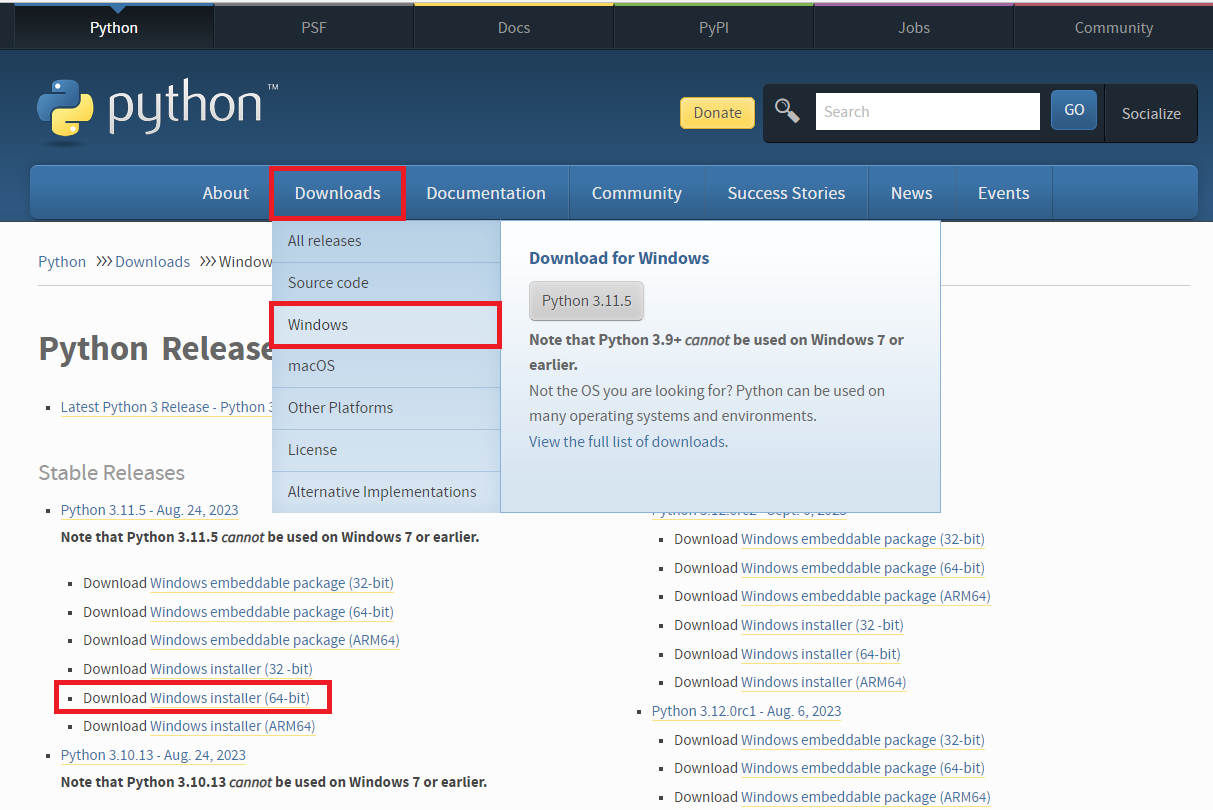 Python PSF Docs PyPI Jobs Community
python™
Donate Search GO Socialize
About Downloads Documentation Community Success Stories News Events
All releases
Source code
Windows
macOS
Other Platforms
License
Alternative Implementations
Download for Windows
Python 3.11.5
Note that Python 3.9+ cannot be used on Windows 7 or
earlier.
Not the OS you are looking for? Python can be used on
many operating systems and environments.
View the full list of downloads.
Python >>> Downloads >>> Window
Python Release
Latest Python 3 Release - Python 3
Stable Releases
Python 3.11.5 - Aug. 24, 2023
Note that Python 3.11.5 cannot be used on Windows 7 or earlier.
Download Windows embeddable package (32-bit)
Download Windows embeddable package (64-bit)
Download Windows embeddable package (ARM64)
Download Windows installer (32 -bit)
Download Windows installer (64-bit)
Download Windows installer (ARM64)
Python 3.10.13 - Aug. 24, 2023
Note that Python 3.10.13 cannot be used on Windows 7 or earlier.
Download Windows embeddable package (32-bit)
Download Windows embeddable package (64-bit)
Download Windows embeddable package (ARM64)
Download Windows installer (32 -bit)
Download Windows installer (64-bit)
Download Windows installer (ARM64)
Python 3.12.0rc1 - Aug. 6, 2023
Download Windows embeddable package (32-bit)
Download Windows embeddable package (64-bit)
Download Windows embeddable package (ARM64)